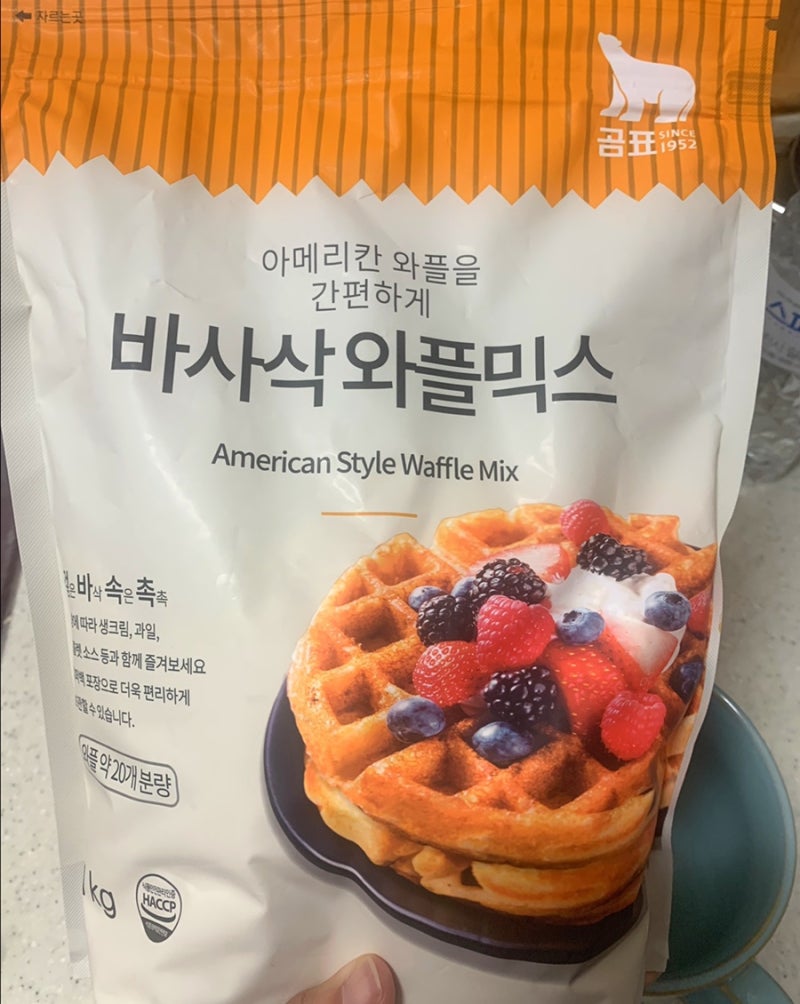 자르는곳
곰표 SINCE 1952
아메리칸 와플을
간편하게
바사삭 와플믹스
American Style Waffle Mix
은 바삭 속은 촉촉
따라 생크림, 과일,
소스 등과 함께 즐겨보세요
포장으로 더욱 편리하게
할 수 있습니다.
와플 약 20개 분량
1kg
HACCP